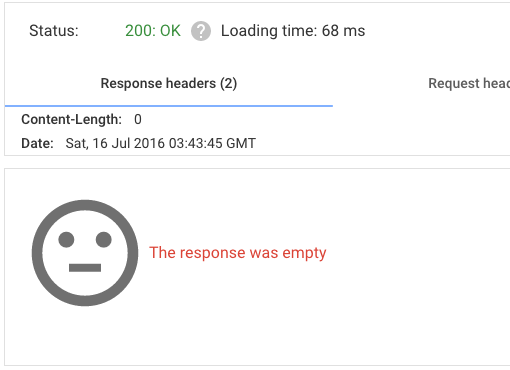 Status: 200: OK ? Loading time: 68 ms
Response headers (2) Request head
Content-Length: 0
Date: Sat, 16 Jul 2016 03:43:45 GMT
The response was empty